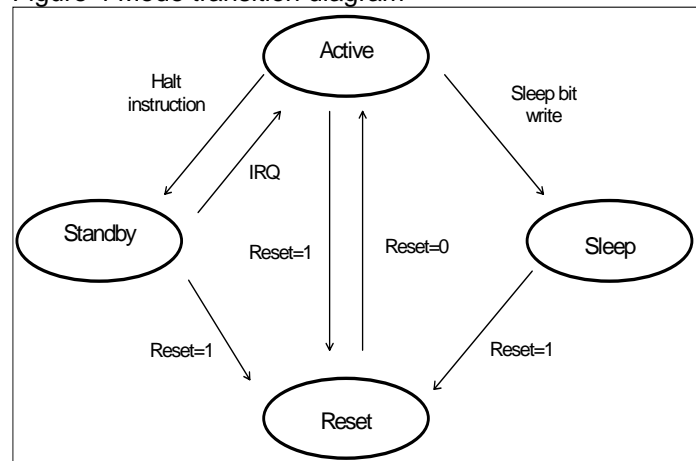 Figure 4 Mode transition diagram
Active
Halt
instruction
Sleep bit
write
IRQ
Standby
Sleep
Reset=1
Reset=0
Reset=1
Reset=1
Reset